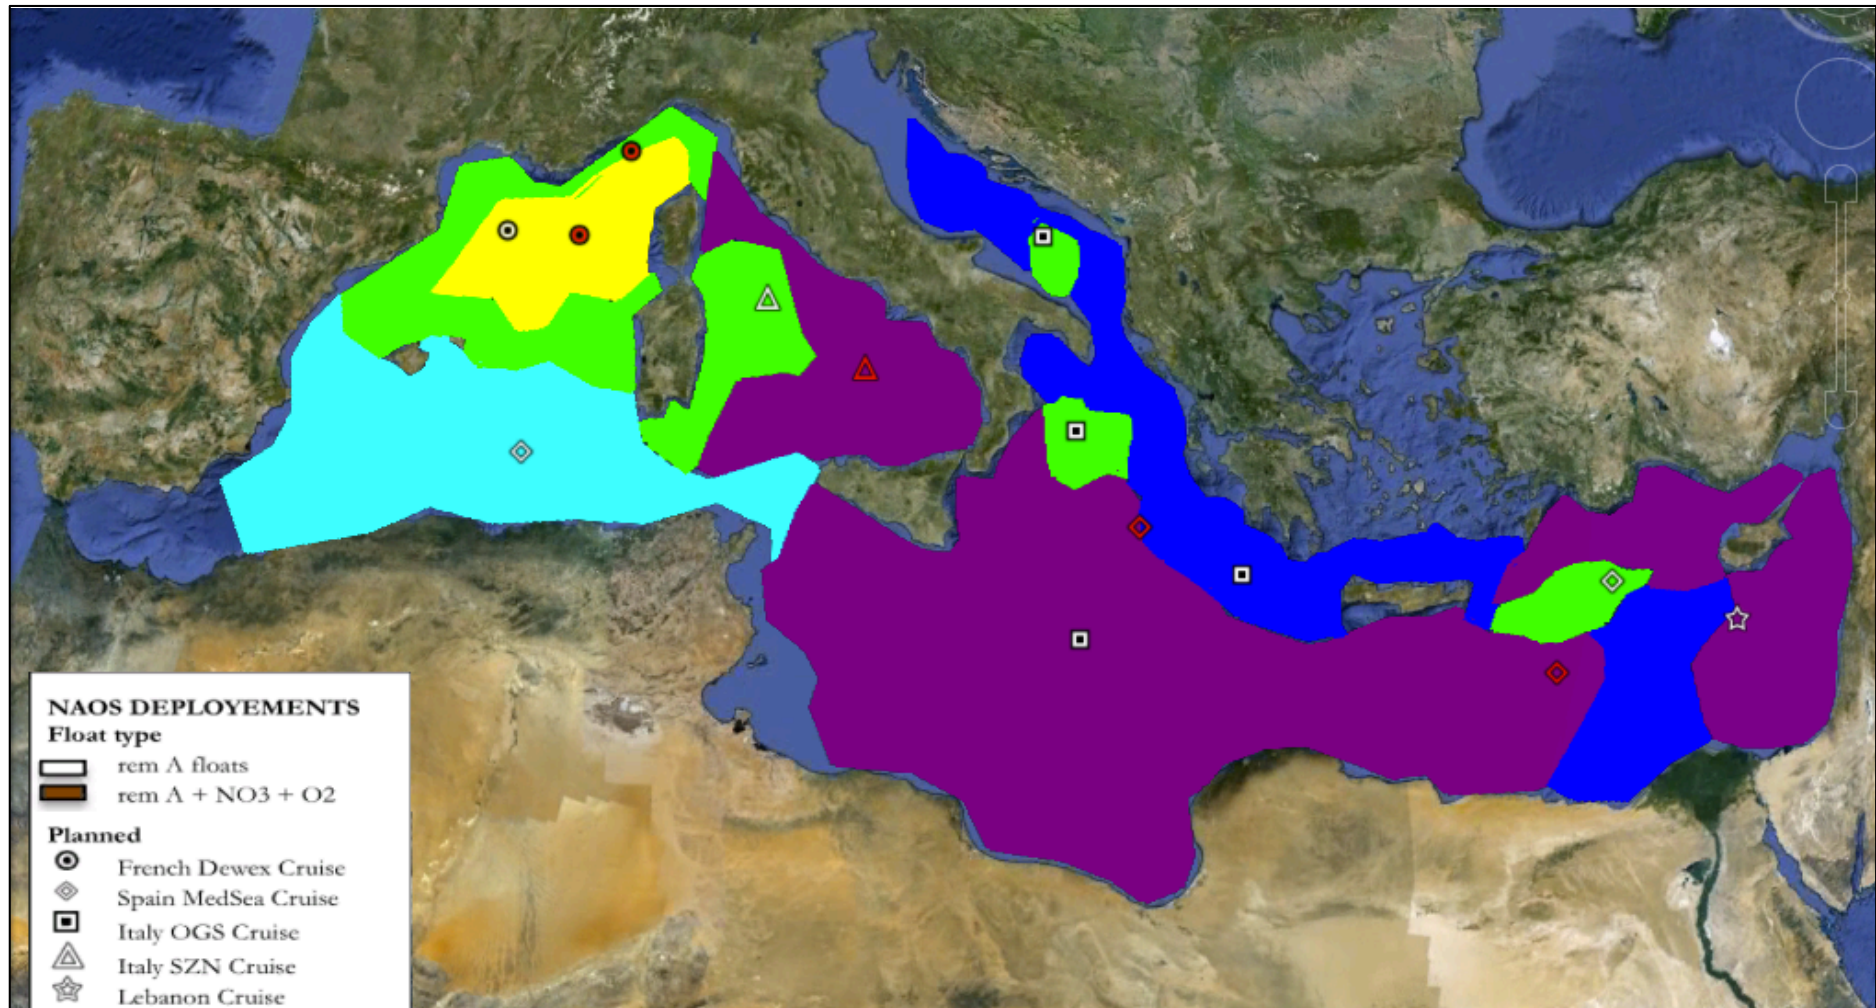 NAOS DEPLOYEMENTS
Float type
rem A floats
rem A + NO3 + O2
Planned
French Dewex Cruise
Spain MedSea Cruise
Italy OGS Cruise
Italy SZN Cruise
Lebanon Cruise